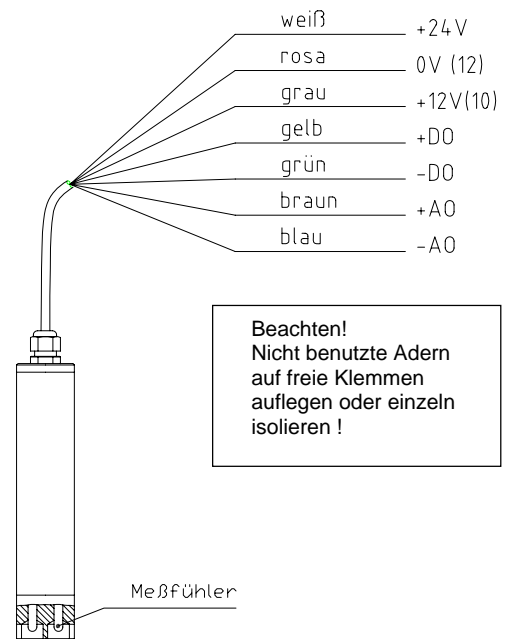 weiß +24V
rosa 0V (12)
grau +12V(10)
gelb +DO
grün -DO
braun +AO
blau -AO
Beachten!
Nicht benutzte Adern
auf freie Klemmen
auflegen oder einzeln
isolieren !
Meßfühler